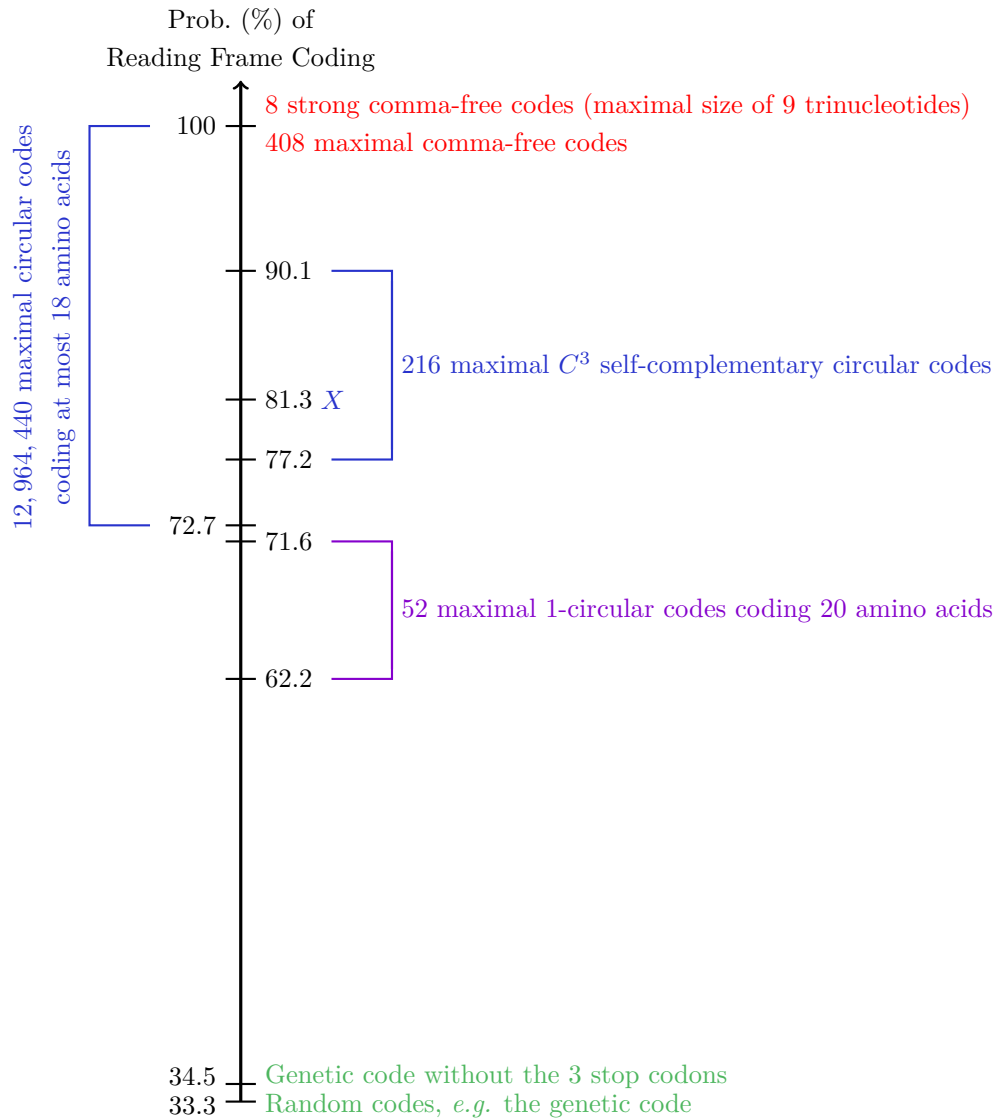 Prob. (%) of
Reading Frame Coding
8 strong comma-free codes (maximal size of 9 trinucleotides)
100
408 maximal comma-free codes
12,964,440 maximal circular codes
coding at most 18 amino acids
90.1
216 maximal C³ self-complementary circular codes
81.3 X
77.2
72.7
71.6
52 maximal 1-circular codes coding 20 amino acids
62.2
34.5 Genetic code without the 3 stop codons
33.3 Random codes, e.g. the genetic code